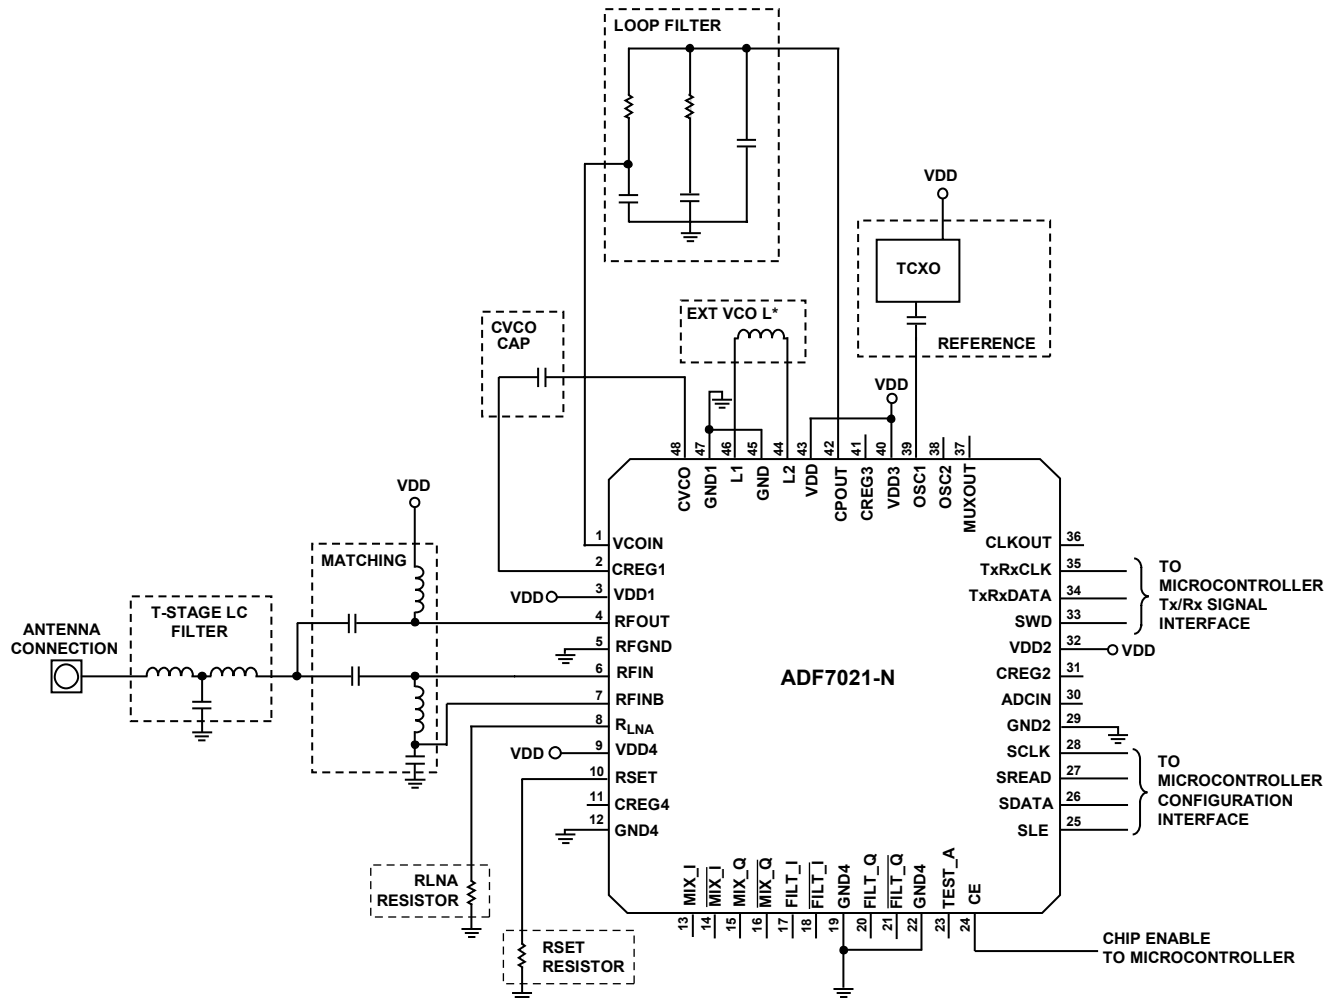 LOOP FILTER
VDD
TCXO
REFERENCE
CVCO
CAP
EXT VCO L*
VDD
48
47
46
45
44
43
42
41
40
39
38
37
CVCO
GND1
L1
GND
L2
VDD
CPOUT
CREG3
VDD3
OSC1
OSC2
MUXOUT
VDD
MATCHING
T-STAGE LC
FILTER
ANTENNA
CONNECTION
1 VCOIN
2 CREG1
VDD 3 VDD1
4 RFOUT
5 RFGND
6 RFIN
7 RFINB
8 RLNA
VDD 9 VDD4
10 RSET
11 CREG4
12 GND4
ADF7021-N
CLKOUT 36
TxRxCLK 35
TxRxDATA 34
SWD 33
VDD2 32 VDD
CREG2 31
ADCIN 30
GND2 29
SCLK 28
SREAD 27
SDATA 26
SLE 25
TO
MICROCONTROLLER
Tx/Rx SIGNAL
INTERFACE
TO
MICROCONTROLLER
CONFIGURATION
INTERFACE
RLNA
RESISTOR
RSET
RESISTOR
MIX_I
MIX_I
MIX_Q
MIX_Q
FILT_I
FILT_I
GND4
FILT_Q
FILT_Q
GND4
TEST_A
CE
13
14
15
16
17
18
19
20
21
22
23
24
CHIP ENABLE
TO MICROCONTROLLER